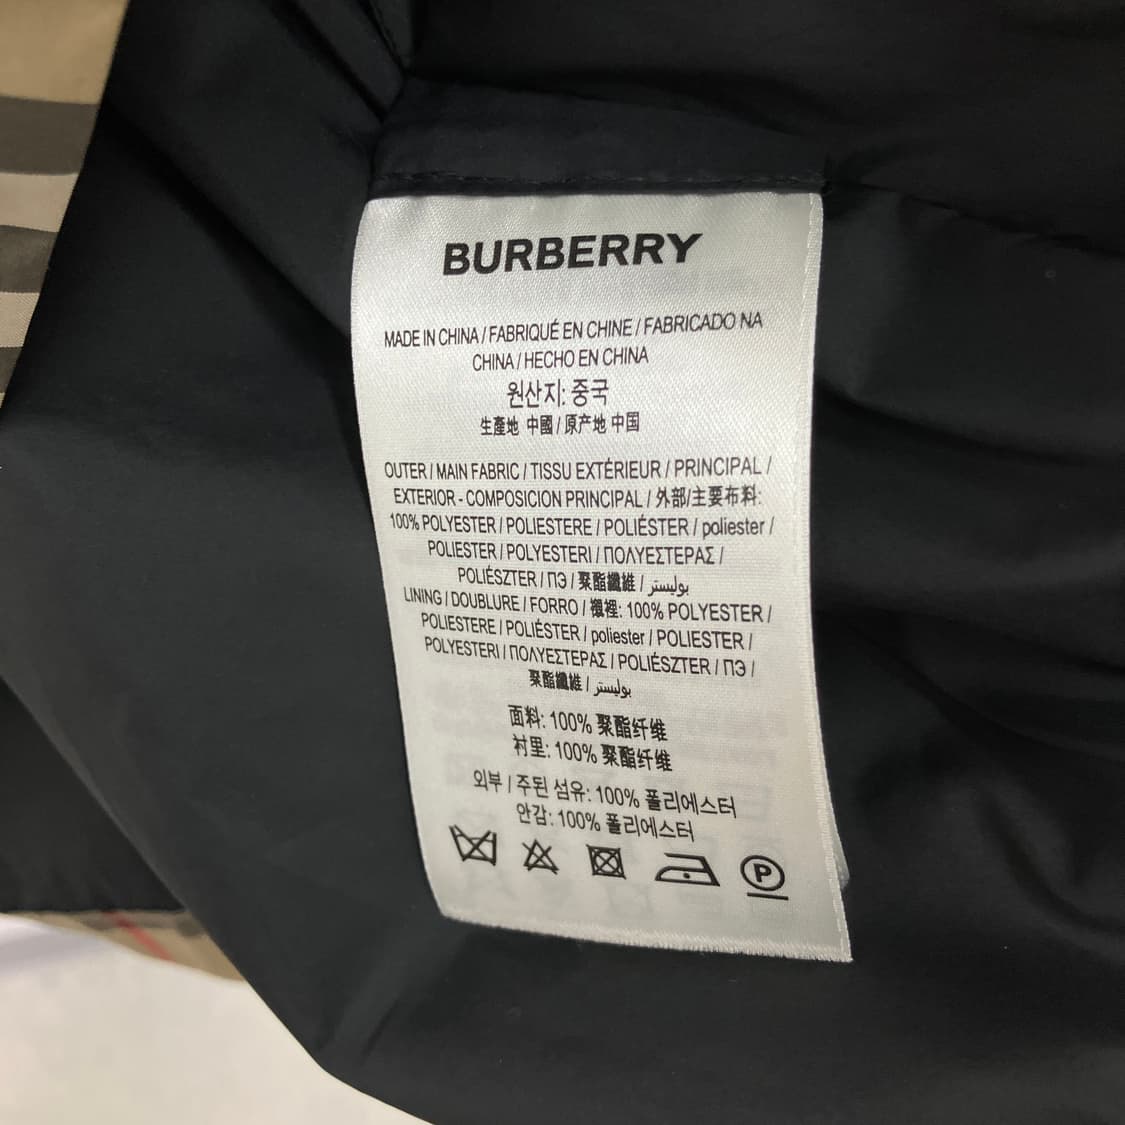 BURBERRY
MADE IN CHINA / FABRIQUÉ EN CHINE / FABRICADO NA
CHINA / HECHO EN CHINA
원산지: 중국
生產地 中國 / 原产地 中国
OUTER / MAIN FABRIC / TISSU EXTÉRIEUR / PRINCIPAL /
EXTERIOR - COMPOSICION PRINCIPAL / 外部/主要布料:
100% POLYESTER / POLIESTERE / POLIÉSTER / poliester /
POLIESTER / POLYESTERI / ΠΟΛΥΕΣΤΕΡΑΣ /
POLIÉSZTER / ПЭ / 聚酯纖維 / بوليستر
LINING / DOUBLURE / FORRO / 襯裡: 100% POLYESTER /
POLIESTERE / POLIÉSTER / poliester / POLIESTER /
POLYESTERI / ΠΟΛΥΕΣΤΕΡΑΣ / POLIÉSZTER / ПЭ /
聚酯纖維 / بوليستر
面料: 100% 聚酯纤维
衬里: 100% 聚酯纤维
외부 / 주된 섬유: 100% 폴리에스터
안감: 100% 폴리에스터
P